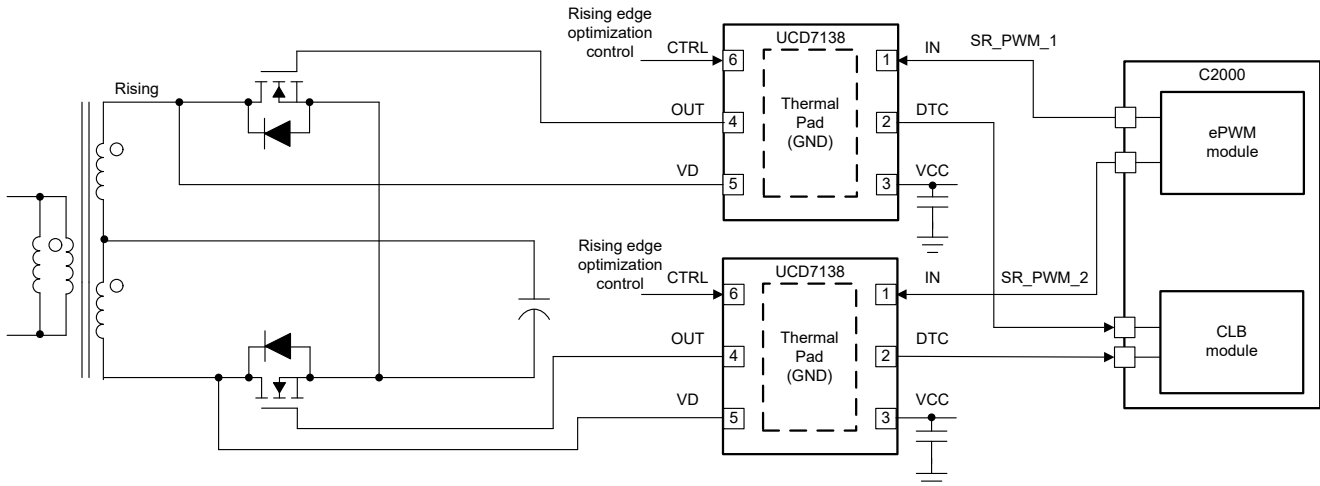 Rising edge
optimization
control
CTRL
UCD7138
IN
SR_PWM_1
6
1
C2000
Rising
Thermal
Pad
(GND)
OUT
4
2
DTC
ePWM
module
VD
5
3
VCC
Rising edge
optimization
control
CTRL
UCD7138
IN
SR_PWM_2
6
1
Thermal
Pad
(GND)
OUT
4
2
DTC
CLB
module
VD
5
3
VCC